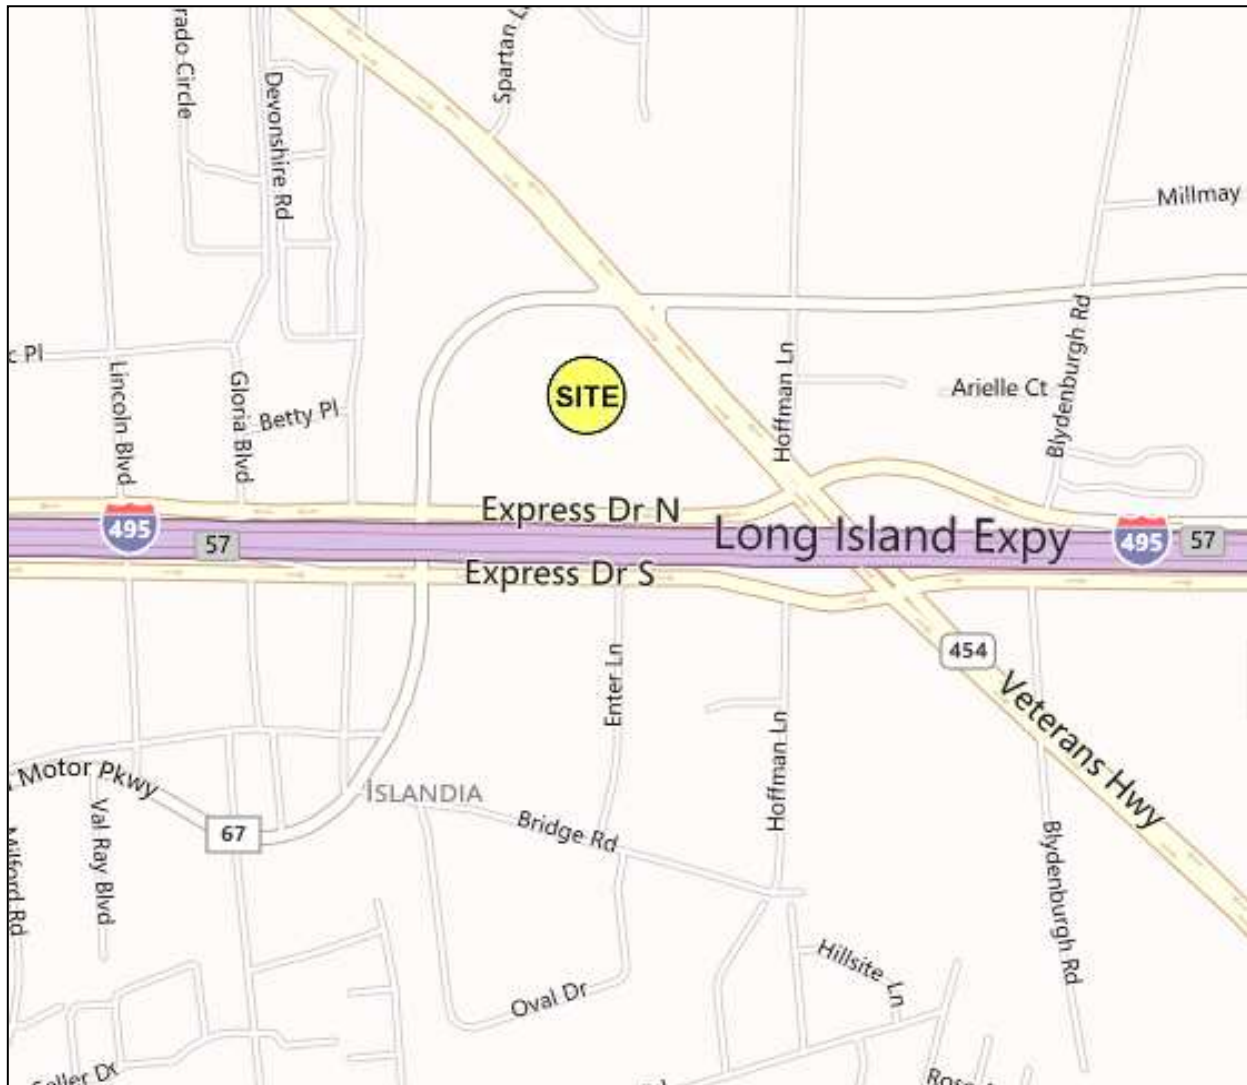 rado Circle
Spartan L
Devonshire Rd
Millmay
c Pl
Lincoln Blvd
Gloria Blvd
Betty Pl
SITE
Hoffman Ln
Arielle Ct
Blydenburgh Rd
Express Dr N
495
57
Long Island Expy
495
57
Express Dr S
454
Enter Ln
Veterans Hwy
Hoffman Ln
Motor Pkwy
ISLANDIA
67
Bridge Rd
Val Ray Blvd
Milford Rd
Blydenburgh Rd
Hillsite Ln
Oval Dr